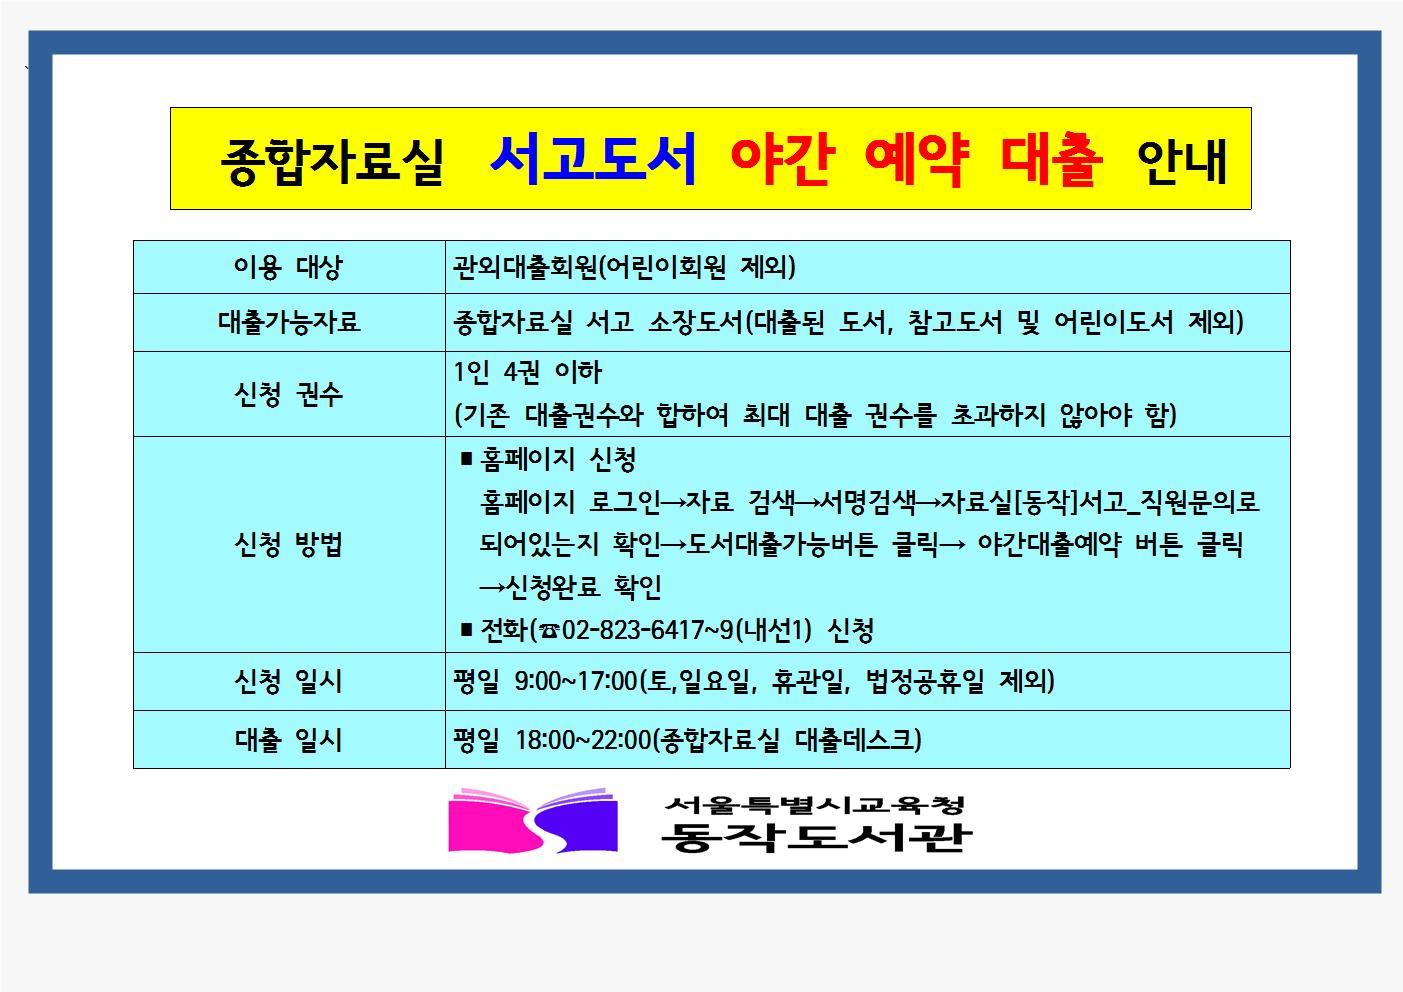 종합자료실 서고도서 야간 예약 대출 안내
이용 대상
관외대출회원(어린이회원 제외)
대출가능자료
종합자료실 서고 소장도서(대출된 도서, 참고도서 및 어린이도서 제외)
신청 권수
1인 4권 이하
(기존 대출권수와 합하여 최대 대출 권수를 초과하지 않아야 함)
신청 방법
■ 홈페이지 신청
홈페이지 로그인→자료 검색→서명검색→자료실[동작]서고_직원문의로
되어있는지 확인→도서대출가능버튼 클릭→ 야간대출예약 버튼 클릭
→신청완료 확인
■ 전화(☎02-823-6417~9(내선1) 신청
신청 일시
평일 9:00~17:00(토,일요일, 휴관일, 법정공휴일 제외)
대출 일시
평일 18:00~22:00(종합자료실 대출데스크)
서울특별시교육청
동작도서관